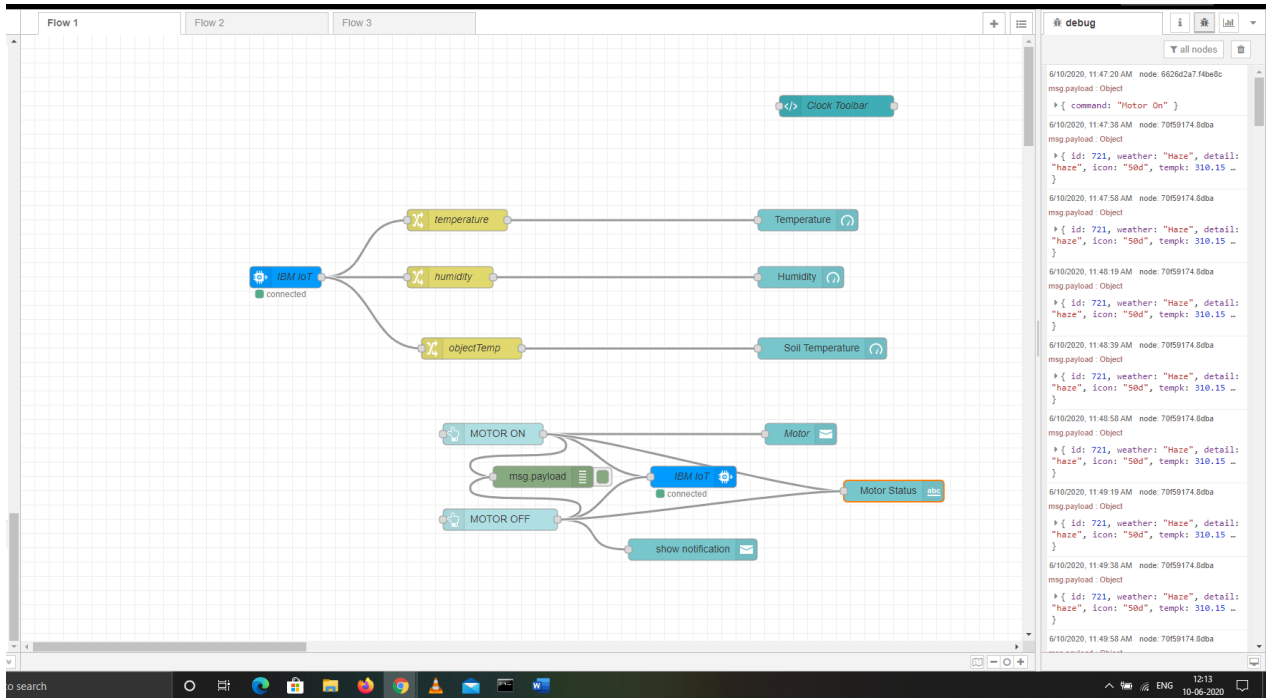 Flow 1
Flow 2
Flow 3
debug
i
all nodes
Clock Toolbar
temperature
Temperature
IBM IoT
connected
humidity
Humidity
objectTemp
Soil Temperature
MOTOR ON
Motor
msg.payload
IBM IoT
connected
Motor Status
abc
MOTOR OFF
show notification
6/10/2020, 11:47:20 AM node: 6626d2a7.f4be8c
msg.payload : Object
{ command: "Motor On" }
6/10/2020, 11:47:38 AM node: 70f59174.8dba
msg.payload : Object
{ id: 721, weather: "Haze", detail:
"haze", icon: "50d", tempk: 310.15 …
}
6/10/2020, 11:47:58 AM node: 70f59174.8dba
msg.payload : Object
{ id: 721, weather: "Haze", detail:
"haze", icon: "50d", tempk: 310.15 …
}
6/10/2020, 11:48:19 AM node: 70f59174.8dba
msg.payload : Object
{ id: 721, weather: "Haze", detail:
"haze", icon: "50d", tempk: 310.15 …
}
6/10/2020, 11:48:39 AM node: 70f59174.8dba
msg.payload : Object
{ id: 721, weather: "Haze", detail:
"haze", icon: "50d", tempk: 310.15 …
}
6/10/2020, 11:48:58 AM node: 70f59174.8dba
msg.payload : Object
{ id: 721, weather: "Haze", detail:
"haze", icon: "50d", tempk: 310.15 …
}
6/10/2020, 11:49:19 AM node: 70f59174.8dba
msg.payload : Object
{ id: 721, weather: "Haze", detail:
"haze", icon: "50d", tempk: 310.15 …
}
6/10/2020, 11:49:38 AM node: 70f59174.8dba
msg.payload : Object
{ id: 721, weather: "Haze", detail:
"haze", icon: "50d", tempk: 310.15 …
}
6/10/2020, 11:49:58 AM node: 70f59174.8dba
to search
ENG
12:13
10-06-2020